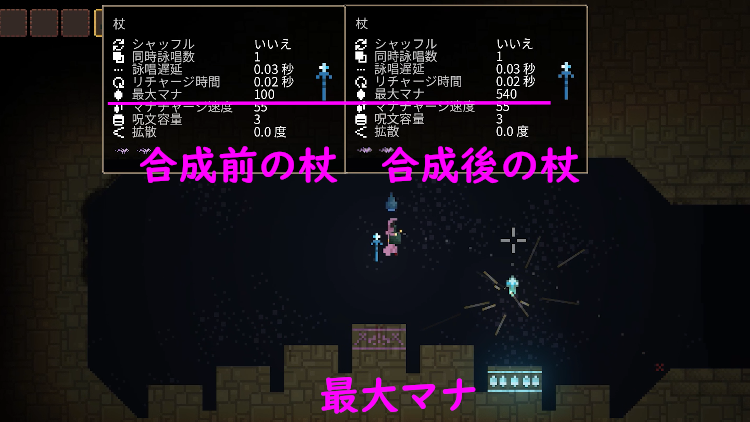 杖
シャッフル いいえ
同時詠唱数 1
詠唱遅延 0.03 秒
リチャージ時間 0.02 秒
最大マナ 100
マナチャージ速度 55
呪文容量 3
拡散 0.0 度
合成前の杖
杖
シャッフル いいえ
同時詠唱数 1
詠唱遅延 0.03 秒
リチャージ時間 0.02 秒
最大マナ 540
マナチャージ速度 55
呪文容量 3
拡散 0.0 度
合成後の杖
最大マナ